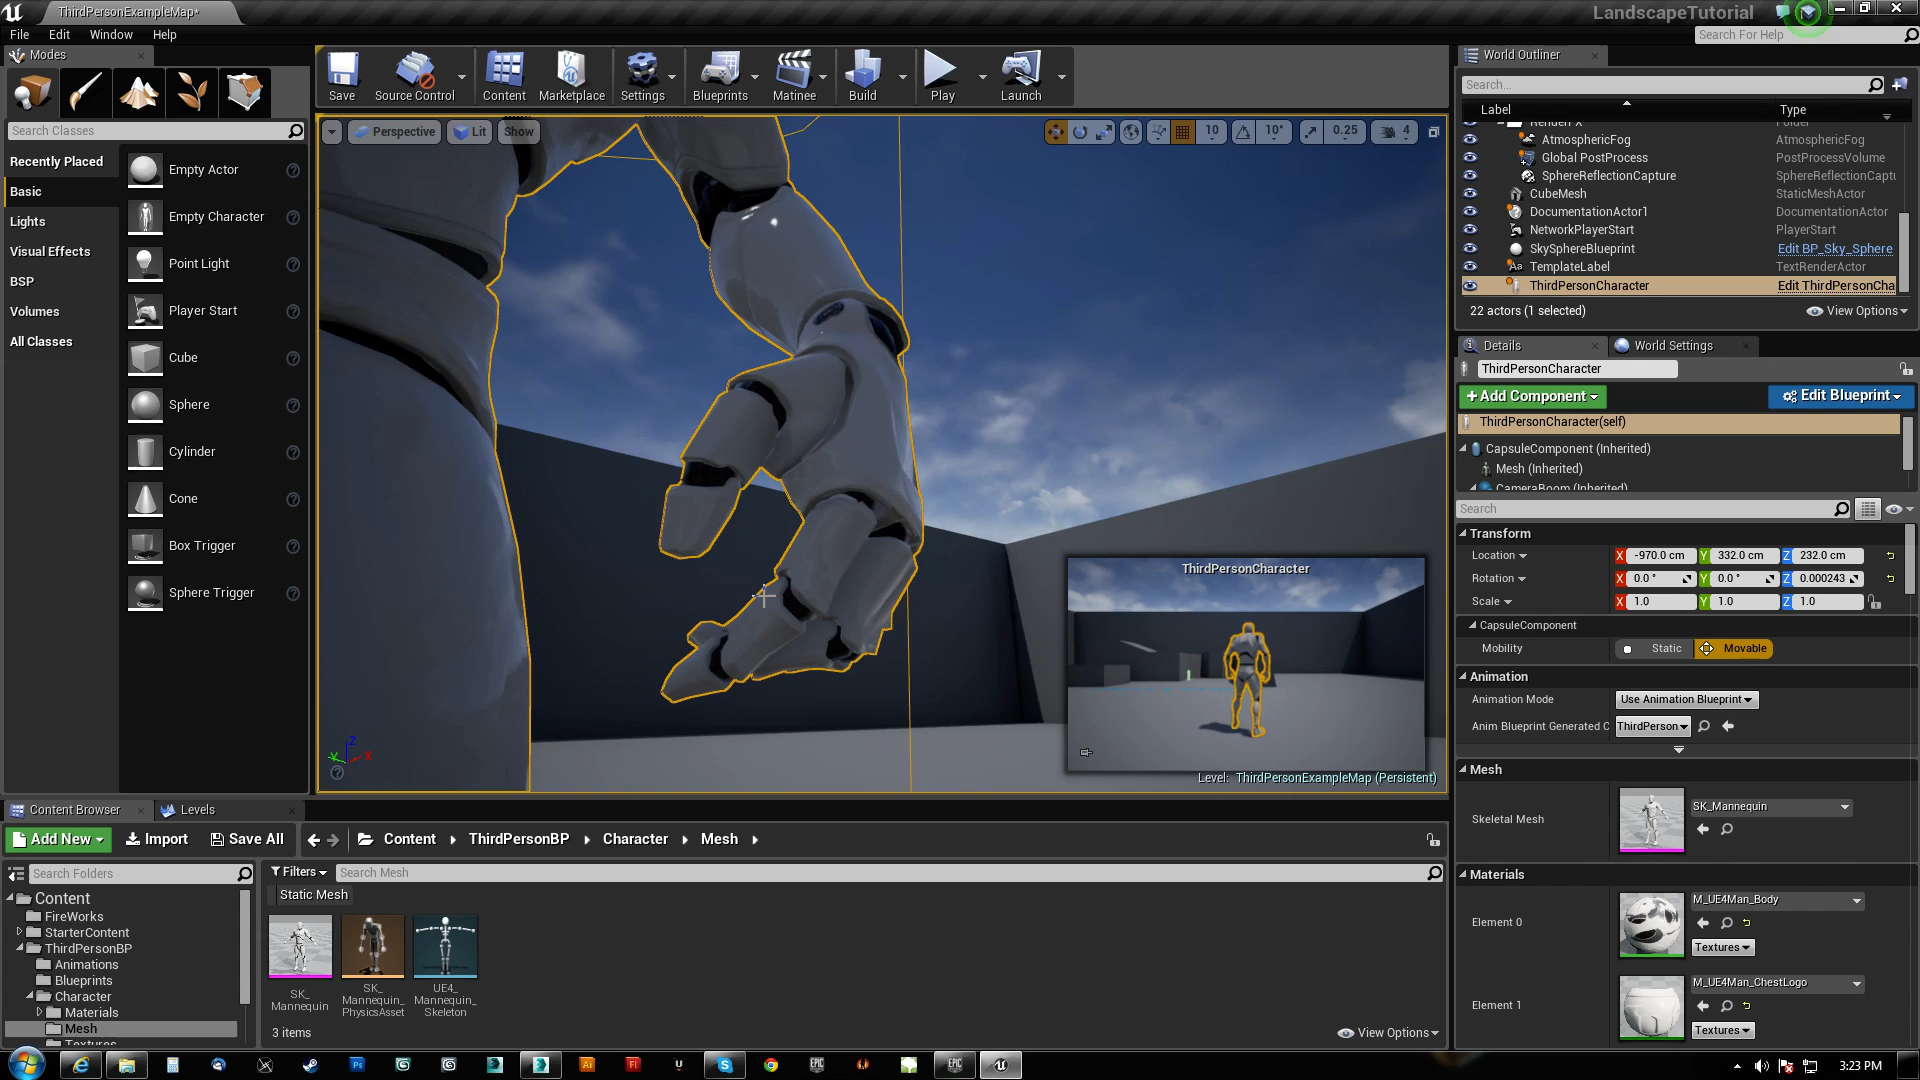 ThirdPersonExampleMap*
LandscapeTutorial
File Edit Window Help
Search For Help
Modes
Search Classes
Recently Placed
Basic
Lights
Visual Effects
BSP
Volumes
All Classes
Empty Actor
Empty Character
Point Light
Player Start
Cube
Sphere
Cylinder
Cone
Box Trigger
Sphere Trigger
Save
Source Control
Content
Marketplace
Settings
Blueprints
Matinee
Build
Play
Launch
Perspective
Lit
Show
10
10°
0.25
4
ThirdPersonCharacter
Level: ThirdPersonExampleMap (Persistent)
World Outliner
Search...
Label Type
RenderFX Folder
AtmosphericFog AtmosphericFog
Global PostProcess PostProcessVolume
SphereReflectionCapture SphereReflectionCaptu
CubeMesh StaticMeshActor
DocumentationActor1 DocumentationActor
NetworkPlayerStart PlayerStart
SkySphereBlueprint Edit BP_Sky_Sphere
TemplateLabel TextRenderActor
ThirdPersonCharacter Edit ThirdPersonCha
22 actors (1 selected) View Options
Details World Settings
ThirdPersonCharacter
+Add Component Edit Blueprint
ThirdPersonCharacter(self)
CapsuleComponent (Inherited)
Mesh (Inherited)
CameraBoom (Inherited)
Search
Transform
Location X -970.0 cm Y 332.0 cm Z 232.0 cm
Rotation X 0.0 ° Y 0.0 ° Z 0.000243
Scale X 1.0 Y 1.0 Z 1.0
CapsuleComponent
Mobility Static Movable
Animation
Animation Mode Use Animation Blueprint
Anim Blueprint Generated C ThirdPerson
Mesh
Skeletal Mesh SK_Mannequin
Materials
Element 0 M_UE4Man_Body
Textures
Element 1 M_UE4Man_ChestLogo
Textures
Content Browser Levels
Add New Import Save All Content ThirdPersonBP Character Mesh
Search Folders
Filters Search Mesh
Static Mesh
Content
FireWorks
StarterContent
ThirdPersonBP
Animations
Blueprints
Character
Materials
Mesh
Textures
SK_
Mannequin
SK_
Mannequin_
PhysicsAsset
UE4_
Mannequin_
Skeleton
3 items
View Options
3:23 PM